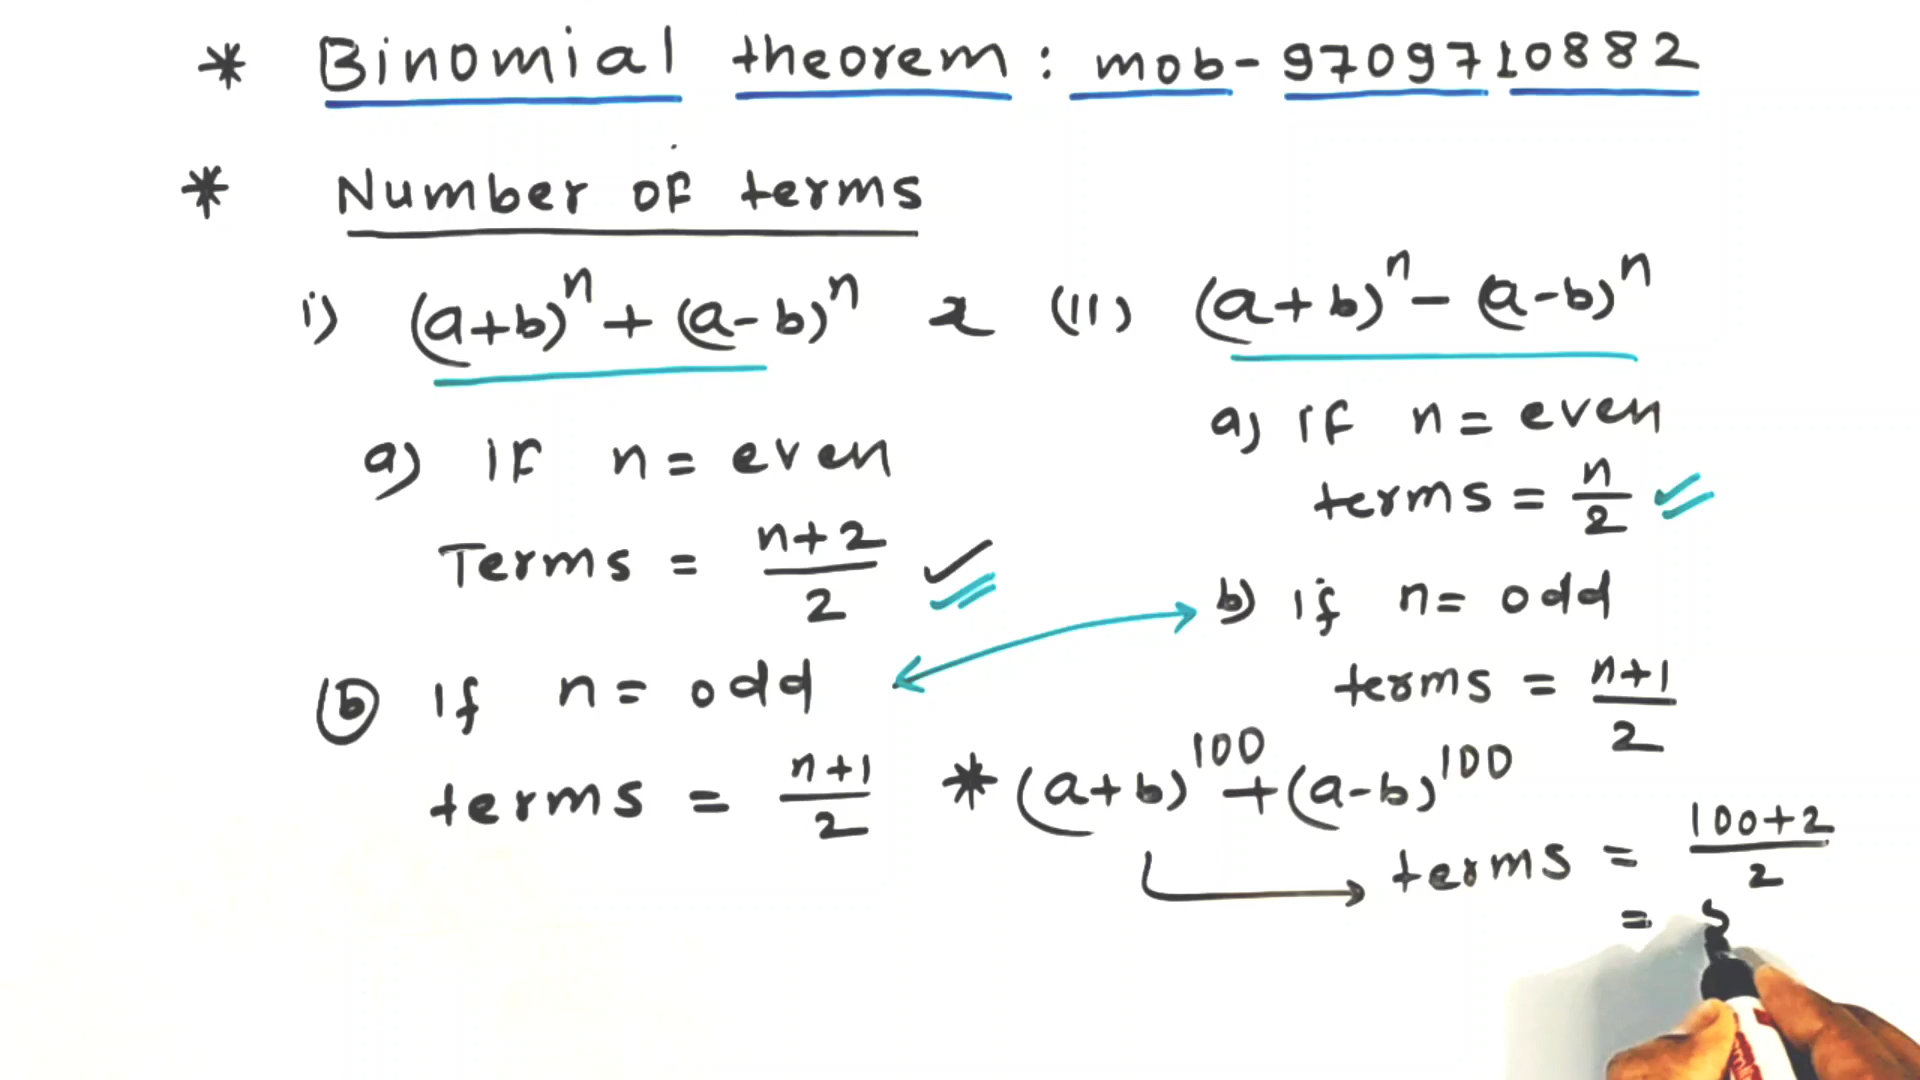 * Binomial theorem : mob-9709710882
* Number of terms
i) (a+b)^n + (a-b)^n & (ii) (a+b)^n - (a-b)^n
a) if n = even
Terms = (n+2)/2 ✓
(b) if n = odd
terms = (n+1)/2
a) if n = even
terms = n/2 ✓
b) if n = odd
terms = (n+1)/2
* (a+b)^100 + (a-b)^100
terms = (100+2)/2
= 5